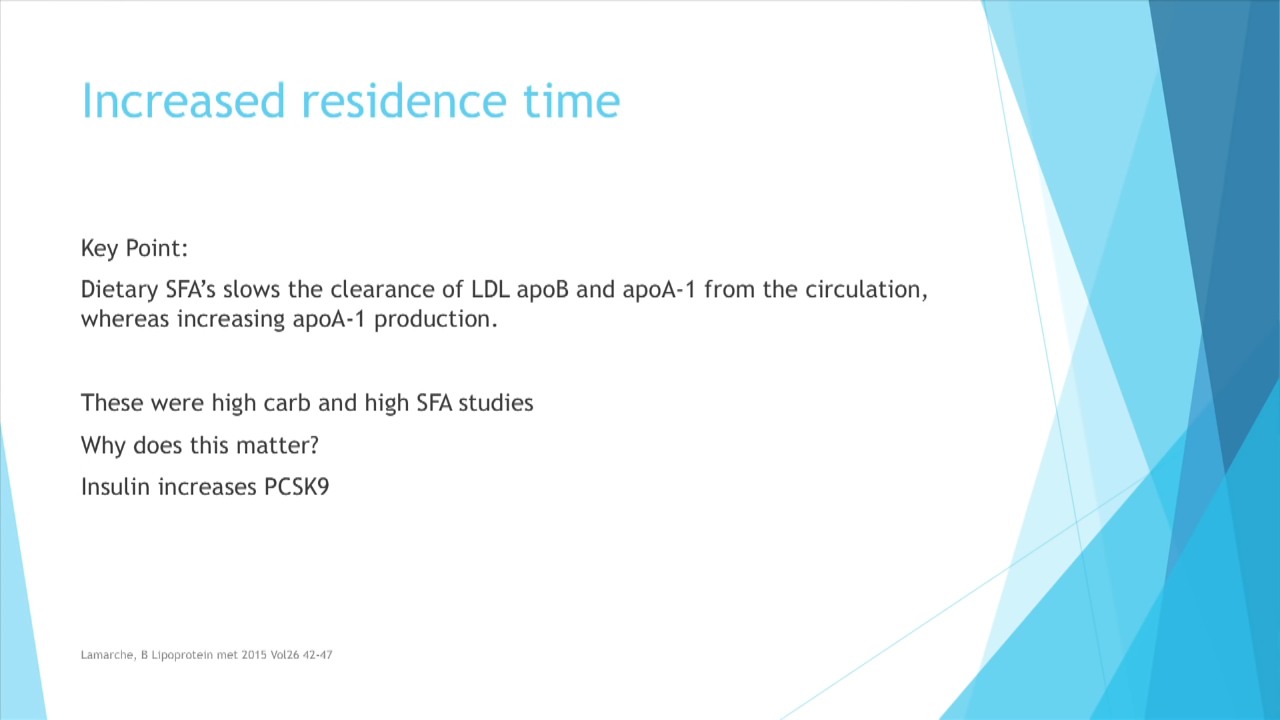 Increased residence time
Key Point:
Dietary SFA’s slows the clearance of LDL apoB and apoA-1 from the circulation,
whereas increasing apoA-1 production.
These were high carb and high SFA studies
Why does this matter?
Insulin increases PCSK9
Lamarche, B Lipoprotein met 2015 Vol26 42-47